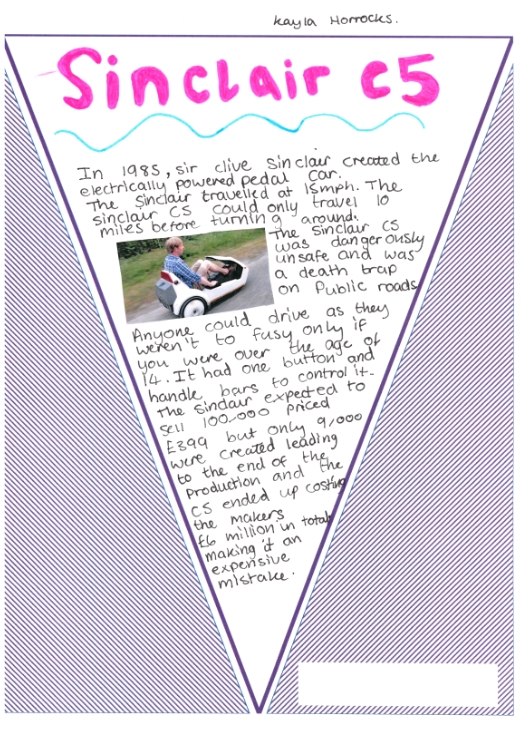 Kayla Horrocks.
Sinclair C5
In 1985, sir clive sinclair created the
electrically powered pedal car.
The Sinclair travelled at 15mph. The
sinclair C5 could only travel 10
miles before turning around.
The Sinclair C5
was dangerously
unsafe and was
a death trap
on Public roads
Anyone could drive as they
weren't to fusy only if
you were over the age of
14. It had one button and
handle bars to control it.
The Sinclair expected to
sell 100,000 priced
£399 but only 9,000
were created leading
to the end of the
Production and the
C5 ended up costing
the makers
£6 million in total
making it an
expensive
mistake.